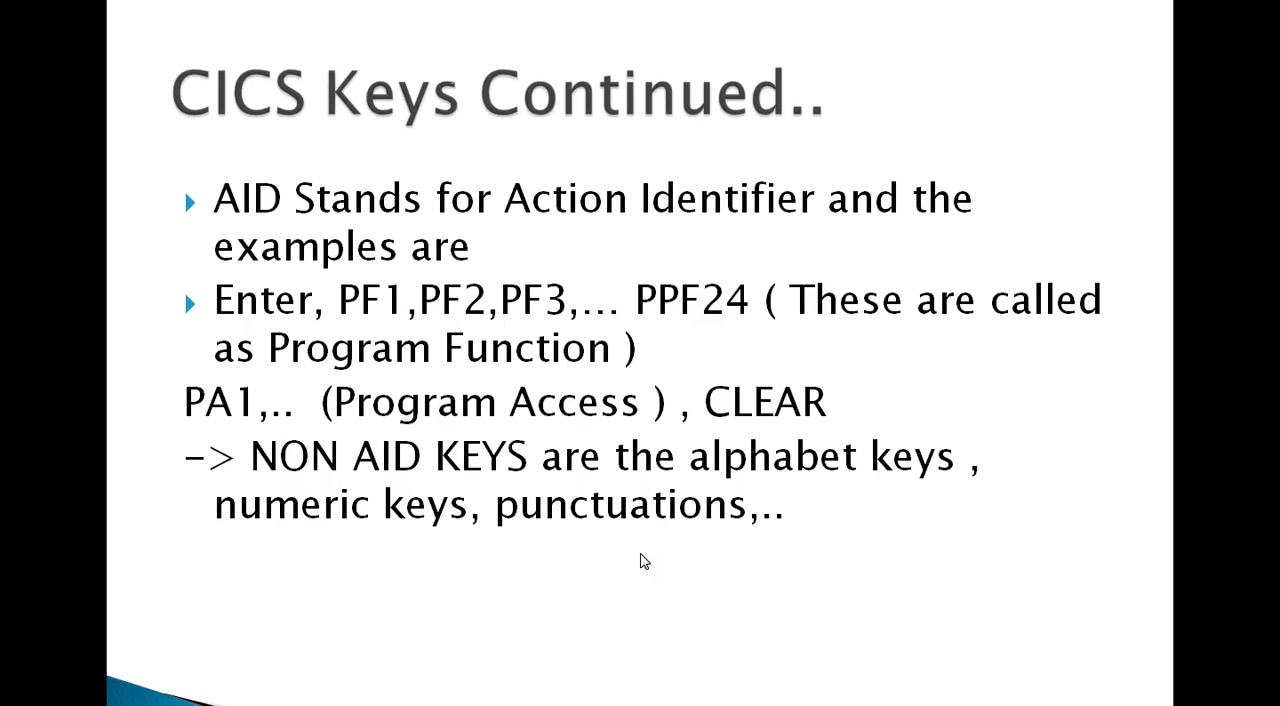 CICS Keys Continued..
AID Stands for Action Identifier and the
examples are
Enter, PF1,PF2,PF3,... PPF24 ( These are called
as Program Function )
PA1,.. (Program Access ) , CLEAR
-> NON AID KEYS are the alphabet keys ,
numeric keys, punctuations,..